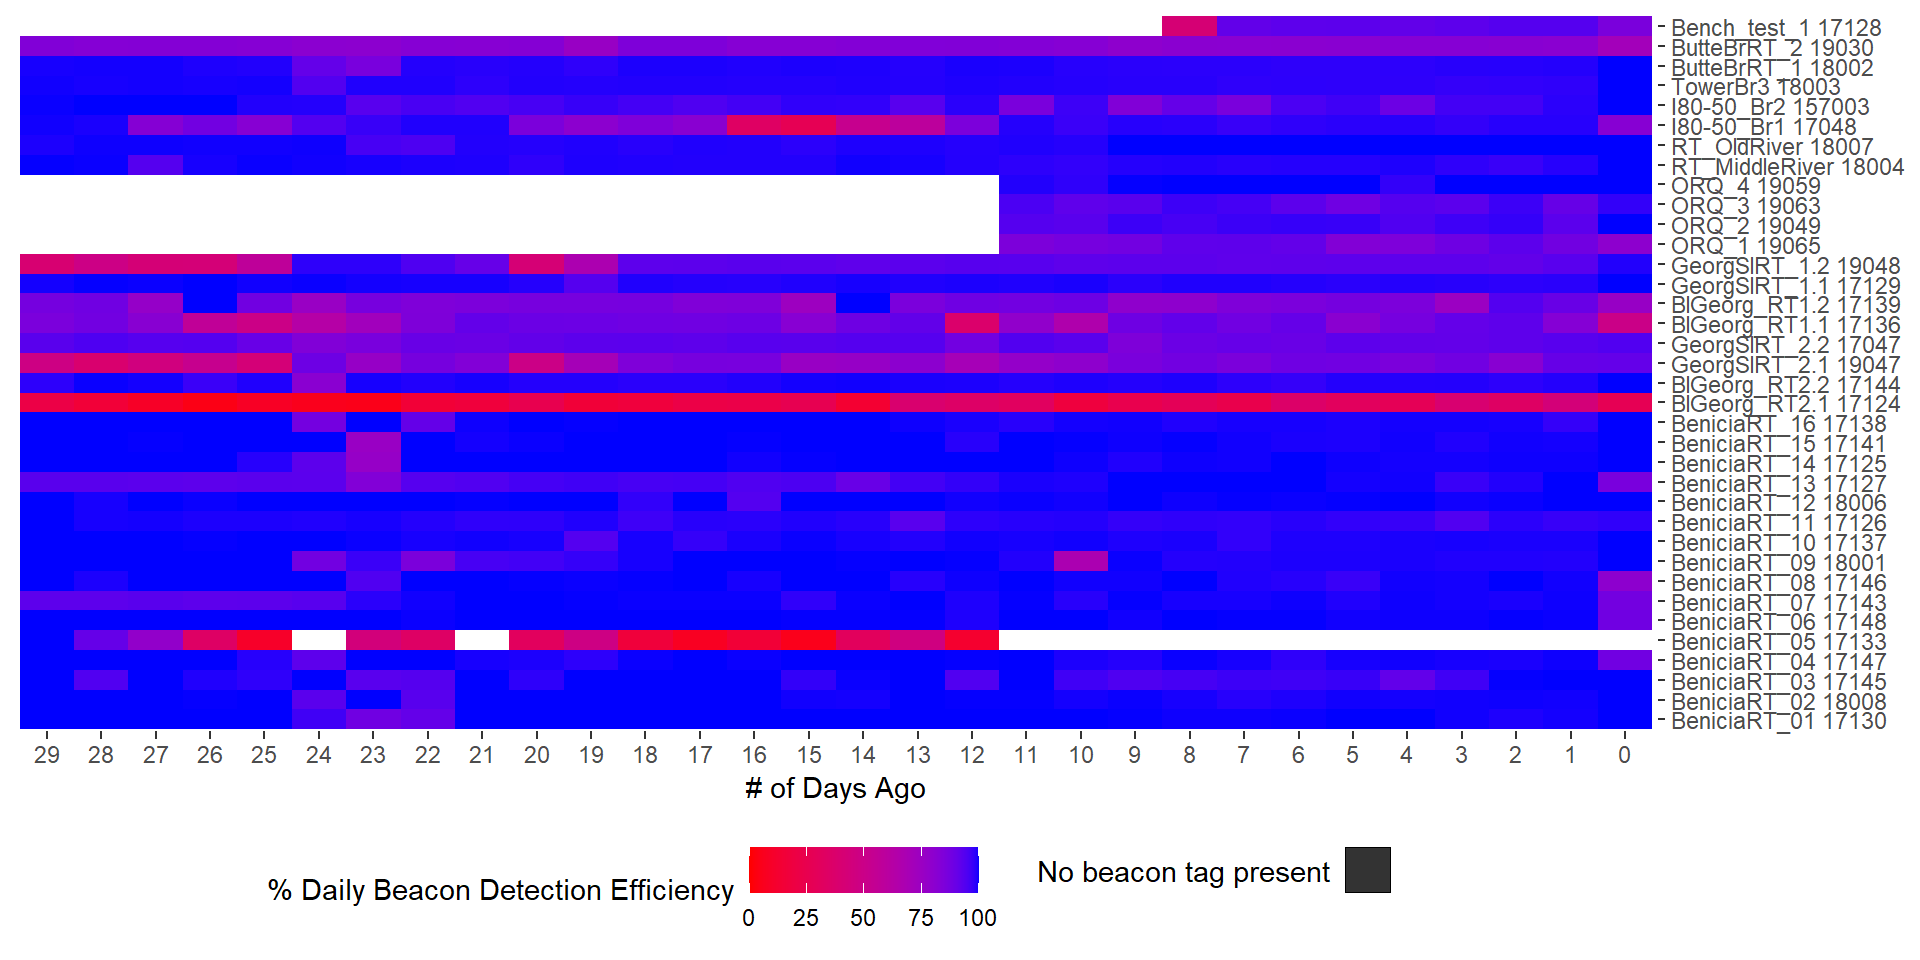 Bench_test_1 17128
ButteBrRT_2 19030
ButteBrRT_1 18002
TowerBr3 18003
I80-50_Br2 157003
I80-50_Br1 17048
RT_OldRiver 18007
RT_MiddleRiver 18004
ORQ_4 19059
ORQ_3 19063
ORQ_2 19049
ORQ_1 19065
GeorgSlRT_1.2 19048
GeorgSlRT_1.1 17129
BlGeorg_RT1.2 17139
BlGeorg_RT1.1 17136
GeorgSlRT_2.2 17047
GeorgSlRT_2.1 19047
BlGeorg_RT2.2 17144
BlGeorg_RT2.1 17124
BeniciaRT_16 17138
BeniciaRT_15 17141
BeniciaRT_14 17125
BeniciaRT_13 17127
BeniciaRT_12 18006
BeniciaRT_11 17126
BeniciaRT_10 17137
BeniciaRT_09 18001
BeniciaRT_08 17146
BeniciaRT_07 17143
BeniciaRT_06 17148
BeniciaRT_05 17133
BeniciaRT_04 17147
BeniciaRT_03 17145
BeniciaRT_02 18008
BeniciaRT_01 17130
29 28 27 26 25 24 23 22 21 20 19 18 17 16 15 14 13 12 11 10 9 8 7 6 5 4 3 2 1 0
# of Days Ago
% Daily Beacon Detection Efficiency
0 25 50 75 100
No beacon tag present